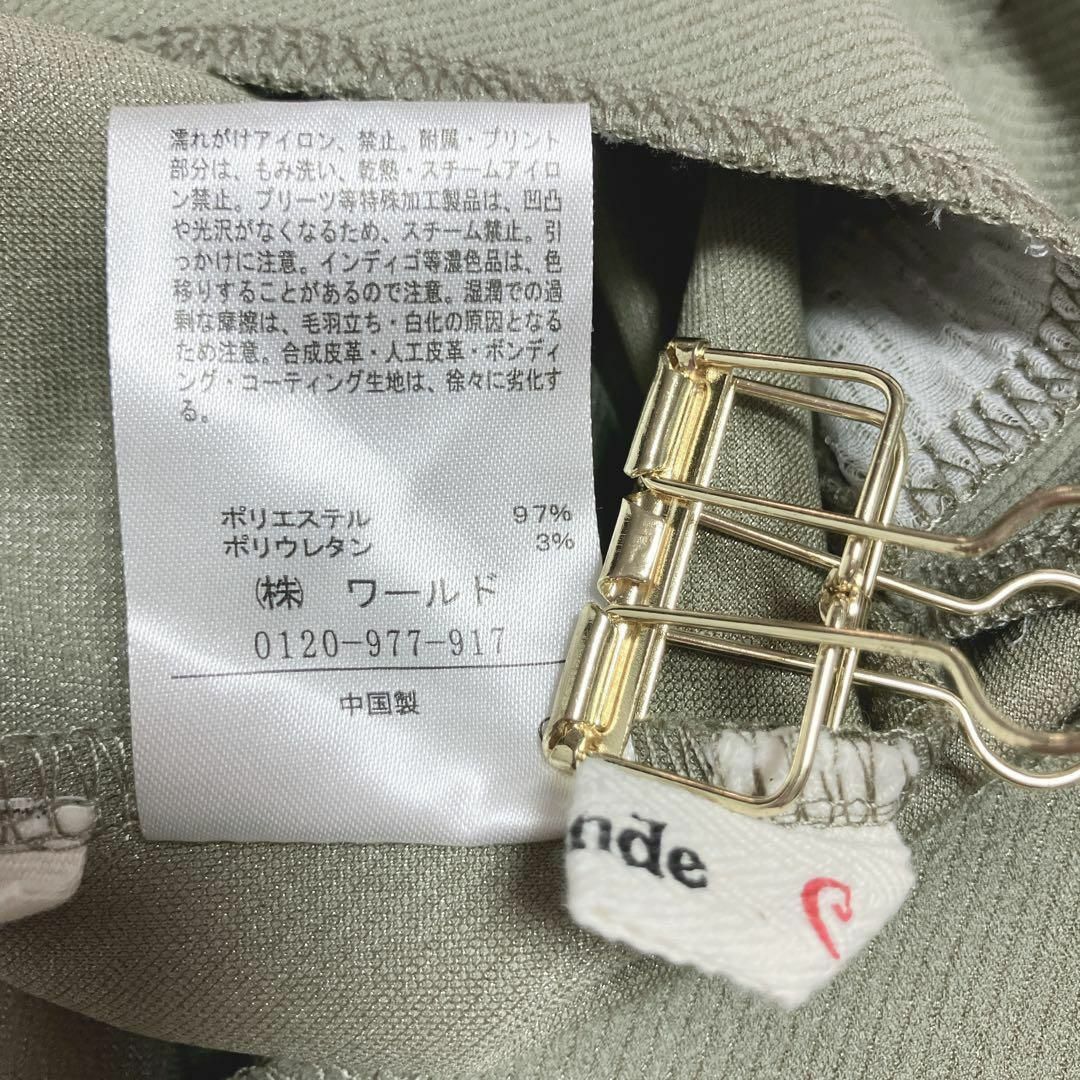 濡れがけアイロン、禁止。附属・プリント
部分は、もみ洗い、乾熱・スチームアイロ
ン禁止。プリーツ等特殊加工製品は、凹凸
や光沢がなくなるため、スチーム禁止。引
っかけに注意。インディゴ等濃色品は、色
移りすることがあるので注意。湿潤での過
剰な摩擦は、毛羽立ち・白化の原因となる
ため注意。合成皮革・人工皮革・ボンディ
ング・コーティング生地は、徐々に劣化す
る。
ポリエステル 97%
ポリウレタン 3%
㈱ ワールド
0120-977-917
中国製
nde